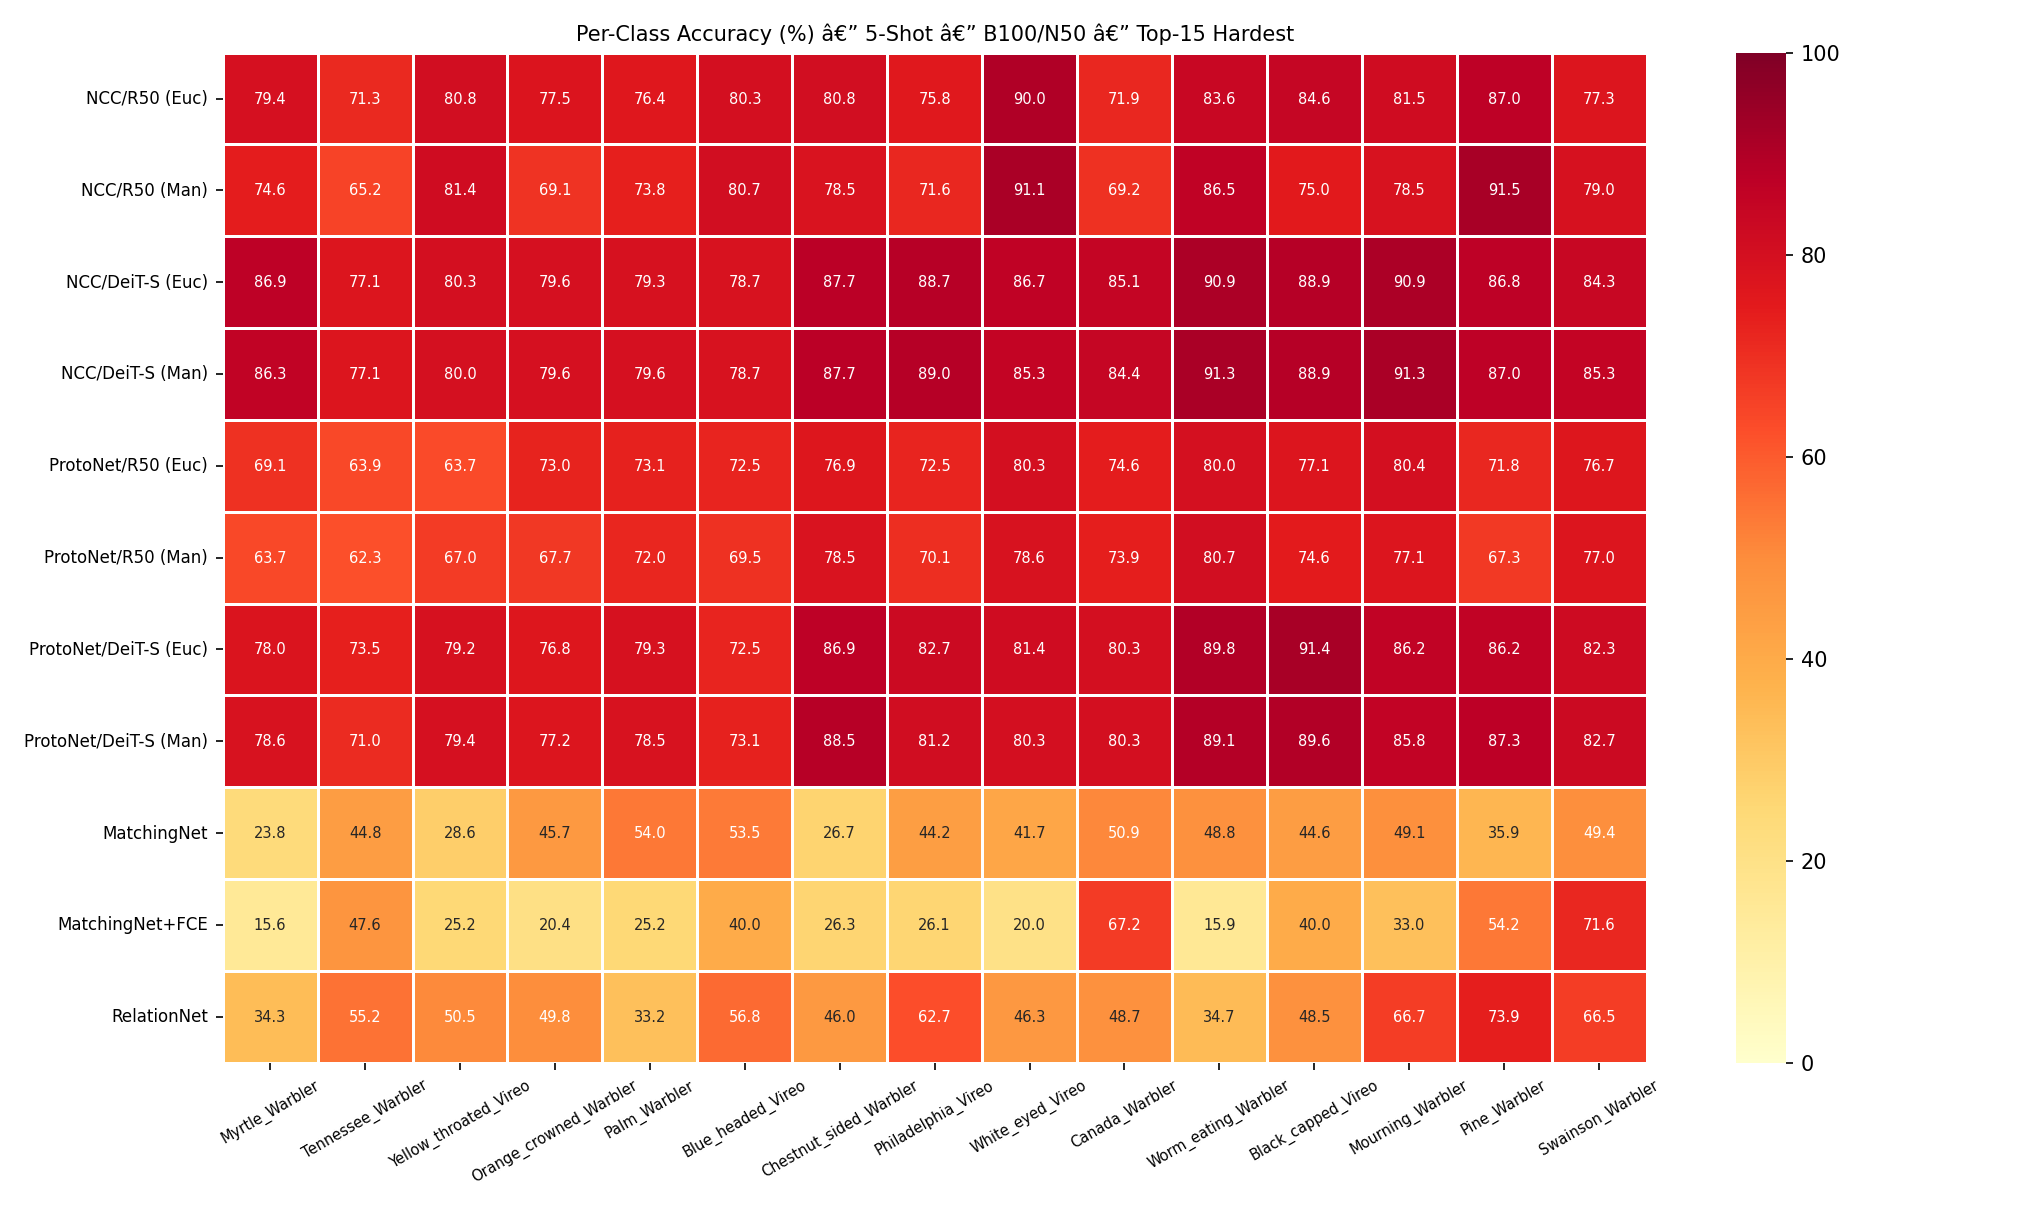 Per-Class Accuracy (%) â€” 5-Shot â€” B100/N50 â€” Top-15 Hardest
NCC/R50 (Euc) 79.4 71.3 80.8 77.5 76.4 80.3 80.8 75.8 90.0 71.9 83.6 84.6 81.5 87.0 77.3
NCC/R50 (Man) 74.6 65.2 81.4 69.1 73.8 80.7 78.5 71.6 91.1 69.2 86.5 75.0 78.5 91.5 79.0
NCC/DeiT-S (Euc) 86.9 77.1 80.3 79.6 79.3 78.7 87.7 88.7 86.7 85.1 90.9 88.9 90.9 86.8 84.3
NCC/DeiT-S (Man) 86.3 77.1 80.0 79.6 79.6 78.7 87.7 89.0 85.3 84.4 91.3 88.9 91.3 87.0 85.3
ProtoNet/R50 (Euc) 69.1 63.9 63.7 73.0 73.1 72.5 76.9 72.5 80.3 74.6 80.0 77.1 80.4 71.8 76.7
ProtoNet/R50 (Man) 63.7 62.3 67.0 67.7 72.0 69.5 78.5 70.1 78.6 73.9 80.7 74.6 77.1 67.3 77.0
ProtoNet/DeiT-S (Euc) 78.0 73.5 79.2 76.8 79.3 72.5 86.9 82.7 81.4 80.3 89.8 91.4 86.2 86.2 82.3
ProtoNet/DeiT-S (Man) 78.6 71.0 79.4 77.2 78.5 73.1 88.5 81.2 80.3 80.3 89.1 89.6 85.8 87.3 82.7
MatchingNet 23.8 44.8 28.6 45.7 54.0 53.5 26.7 44.2 41.7 50.9 48.8 44.6 49.1 35.9 49.4
MatchingNet+FCE 15.6 47.6 25.2 20.4 25.2 40.0 26.3 26.1 20.0 67.2 15.9 40.0 33.0 54.2 71.6
RelationNet 34.3 55.2 50.5 49.8 33.2 56.8 46.0 62.7 46.3 48.7 34.7 48.5 66.7 73.9 66.5
Myrtle_Warbler
Tennessee_Warbler
Yellow_throated_Vireo
Orange_crowned_Warbler
Palm_Warbler
Blue_headed_Vireo
Chestnut_sided_Warbler
Philadelphia_Vireo
White_eyed_Vireo
Canada_Warbler
Worm_eating_Warbler
Black_capped_Vireo
Mourning_Warbler
Pine_Warbler
Swainson_Warbler
100
80
60
40
20
0